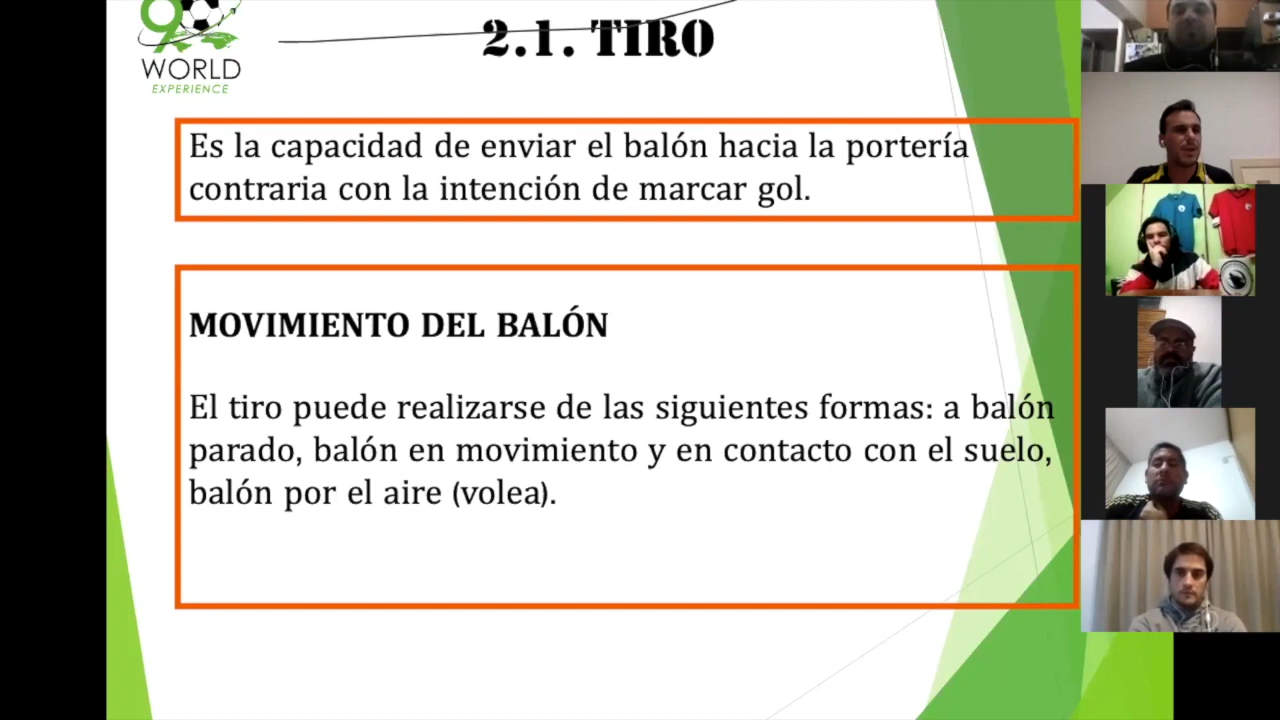 2.1. TIRO
90
WORLD
EXPERIENCE
Es la capacidad de enviar el balón hacia la portería
contraria con la intención de marcar gol.
MOVIMIENTO DEL BALÓN
El tiro puede realizarse de las siguientes formas: a balón
parado, balón en movimiento y en contacto con el suelo,
balón por el aire (volea).